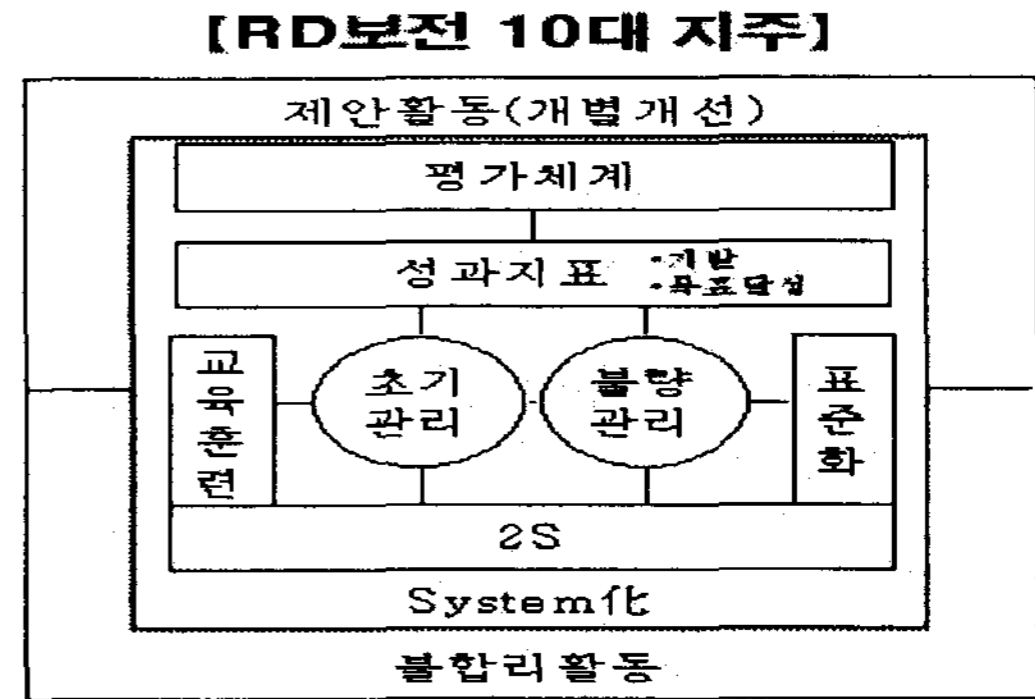 [RD보전 10대 지주]
제안활동(개별개선)
평가체계
성과지표
·개발
·목표달성
교육훈련
초기
관리
불량
관리
표준화
2S
System化
불합리활동